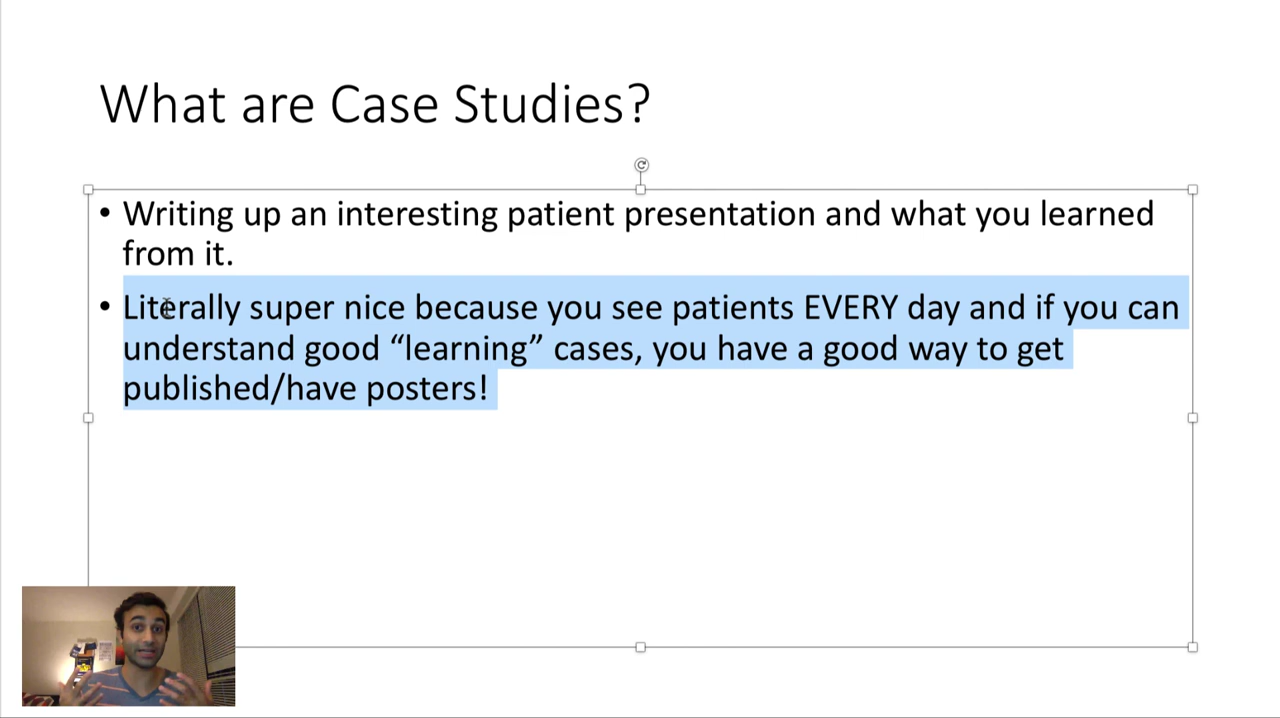 What are Case Studies?
• Writing up an interesting patient presentation and what you learned
from it.
• Literally super nice because you see patients EVERY day and if you can
understand good “learning” cases, you have a good way to get
published/have posters!